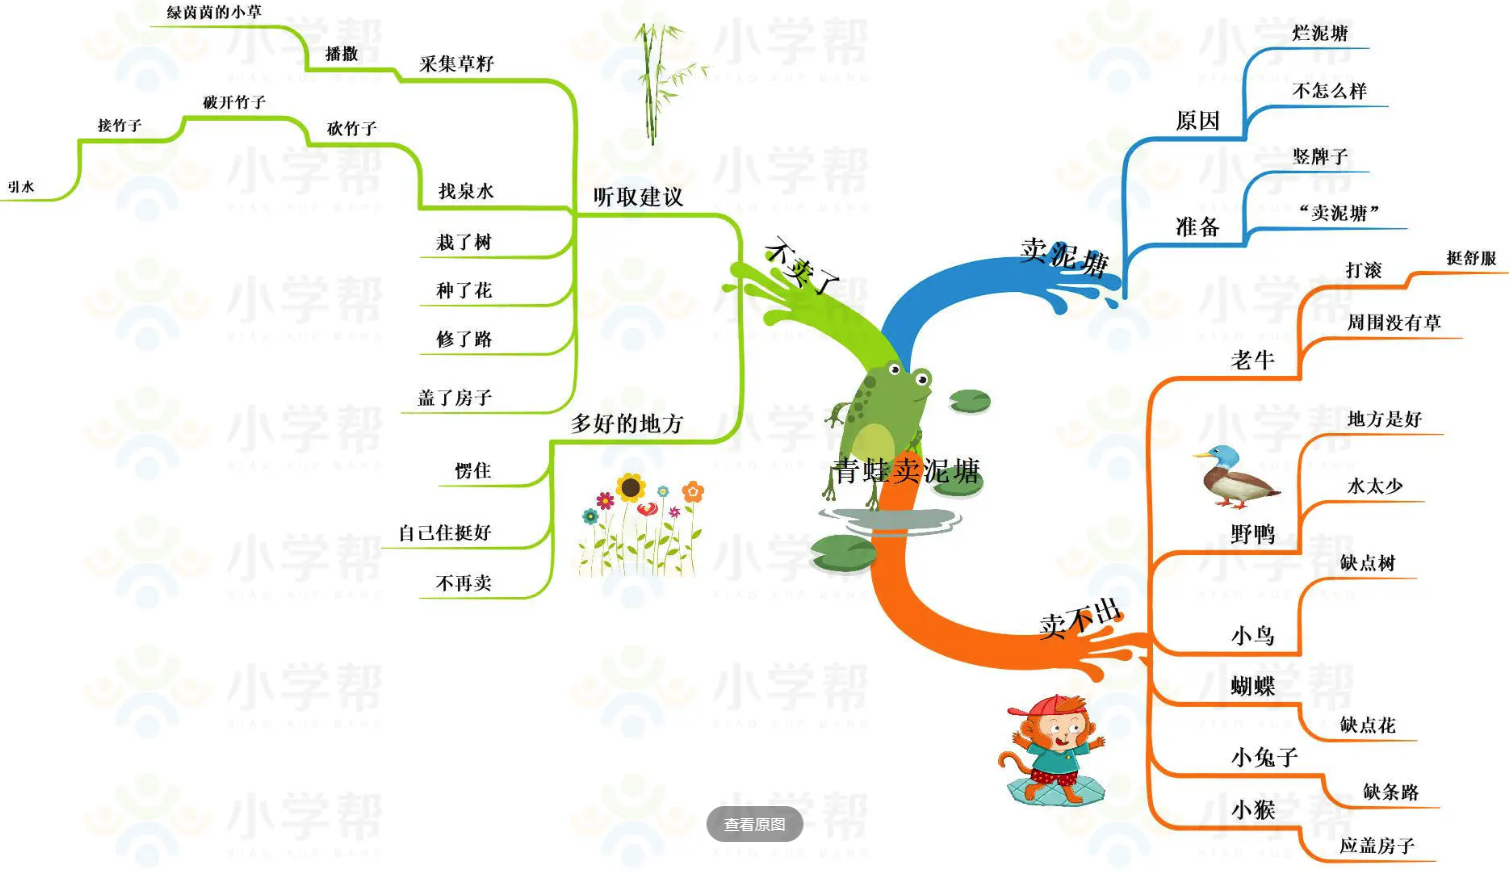 青蛙卖泥塘
卖泥塘
原因
烂泥塘
不怎么样
准备
竖牌子
“卖泥塘”
卖不出
老牛
打滚
挺舒服
周围没有草
野鸭
地方是好
水太少
小鸟
缺点树
蝴蝶
缺点花
小兔子
缺条路
小猴
应盖房子
不卖了
听取建议
采集草籽
播撒
绿茵茵的小草
找泉水
砍竹子
破开竹子
接竹子
引水
栽了树
种了花
修了路
盖了房子
多好的地方
愣住
自己住挺好
不再卖
查看原图
小学帮
XIAO XUE BANG